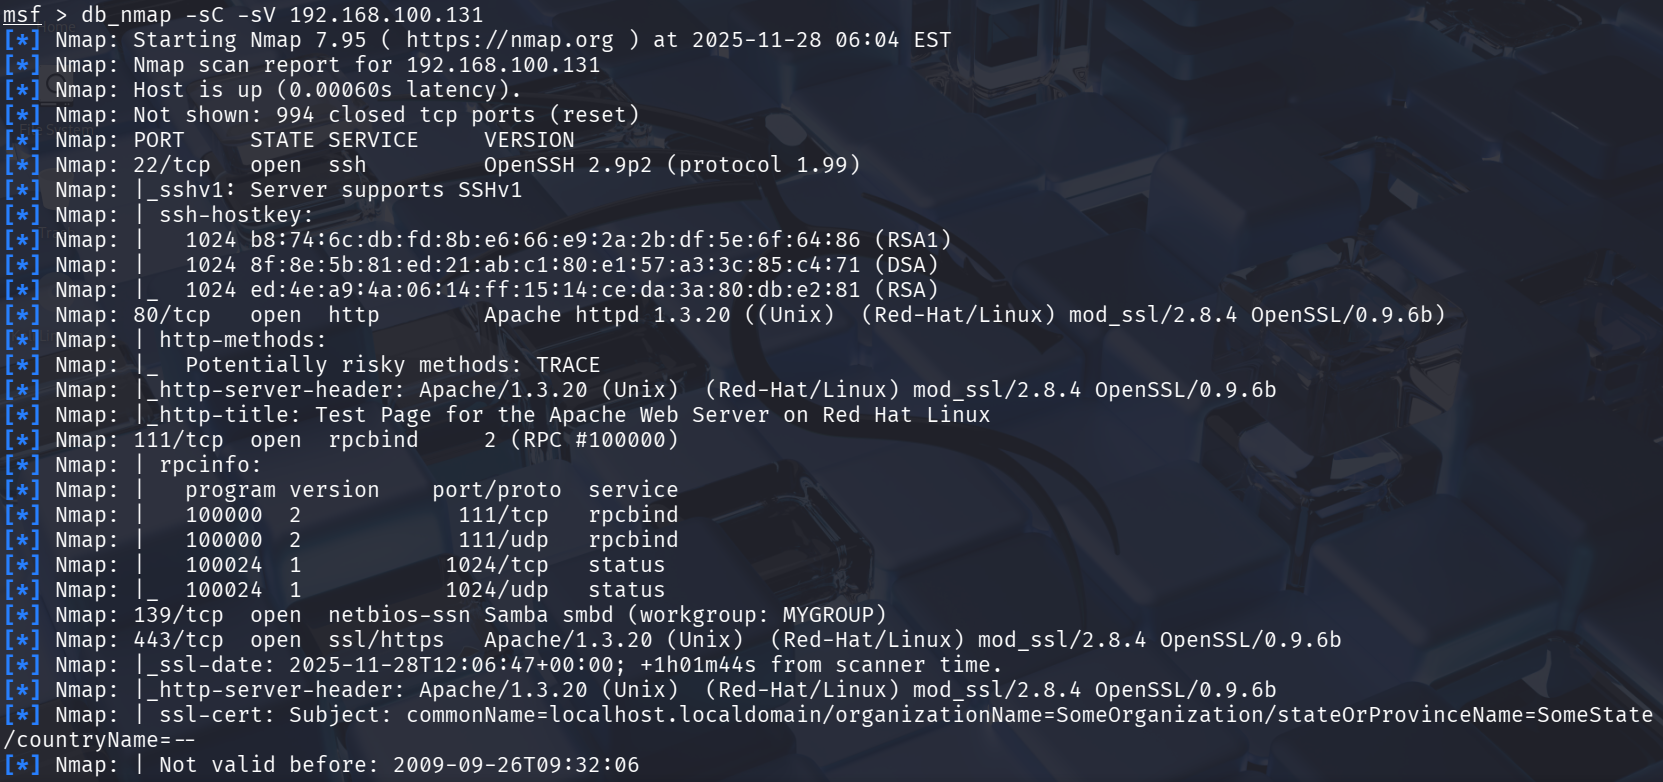 msf > db_nmap -sC -sV 192.168.100.131
[*] Nmap: Starting Nmap 7.95 ( https://nmap.org ) at 2025-11-28 06:04 EST
[*] Nmap: Nmap scan report for 192.168.100.131
[*] Nmap: Host is up (0.00060s latency).
[*] Nmap: Not shown: 994 closed tcp ports (reset)
[*] Nmap: PORT     STATE SERVICE     VERSION
[*] Nmap: 22/tcp   open  ssh         OpenSSH 2.9p2 (protocol 1.99)
[*] Nmap: |_sshv1: Server supports SSHv1
[*] Nmap: | ssh-hostkey:
[*] Nmap: |   1024 b8:74:6c:db:fd:8b:e6:66:e9:2a:2b:df:5e:6f:64:86 (RSA1)
[*] Nmap: |   1024 8f:8e:5b:81:ed:21:ab:c1:80:e1:57:a3:3c:85:c4:71 (DSA)
[*] Nmap: |_  1024 ed:4e:a9:4a:06:14:ff:15:14:ce:da:3a:80:db:e2:81 (RSA)
[*] Nmap: 80/tcp   open  http        Apache httpd 1.3.20 ((Unix)  (Red-Hat/Linux) mod_ssl/2.8.4 OpenSSL/0.9.6b)
[*] Nmap: | http-methods:
[*] Nmap: |_  Potentially risky methods: TRACE
[*] Nmap: |_http-server-header: Apache/1.3.20 (Unix)  (Red-Hat/Linux) mod_ssl/2.8.4 OpenSSL/0.9.6b
[*] Nmap: |_http-title: Test Page for the Apache Web Server on Red Hat Linux
[*] Nmap: 111/tcp  open  rpcbind     2 (RPC #100000)
[*] Nmap: | rpcinfo:
[*] Nmap: |   program version    port/proto  service
[*] Nmap: |   100000  2            111/tcp   rpcbind
[*] Nmap: |   100000  2            111/udp   rpcbind
[*] Nmap: |   100024  1           1024/tcp   status
[*] Nmap: |_  100024  1           1024/udp   status
[*] Nmap: 139/tcp  open  netbios-ssn Samba smbd (workgroup: MYGROUP)
[*] Nmap: 443/tcp  open  ssl/https   Apache/1.3.20 (Unix)  (Red-Hat/Linux) mod_ssl/2.8.4 OpenSSL/0.9.6b
[*] Nmap: |_ssl-date: 2025-11-28T12:06:47+00:00; +1h01m44s from scanner time.
[*] Nmap: |_http-server-header: Apache/1.3.20 (Unix)  (Red-Hat/Linux) mod_ssl/2.8.4 OpenSSL/0.9.6b
[*] Nmap: | ssl-cert: Subject: commonName=localhost.localdomain/organizationName=SomeOrganization/stateOrProvinceName=SomeState
/countryName=--
[*] Nmap: | Not valid before: 2009-09-26T09:32:06